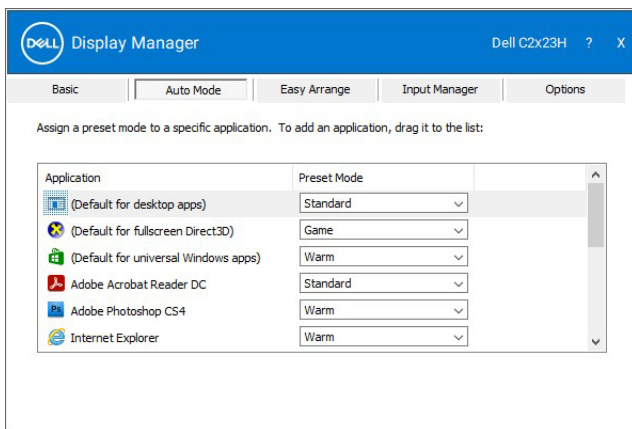 DELL Display Manager Dell C2x23H ? X
Basic Auto Mode Easy Arrange Input Manager Options
Assign a preset mode to a specific application. To add an application, drag it to the list:
Application Preset Mode
(Default for desktop apps) Standard
(Default for fullscreen Direct3D) Game
(Default for universal Windows apps) Warm
Adobe Acrobat Reader DC Standard
Ps Adobe Photoshop CS4 Warm
Internet Explorer Warm